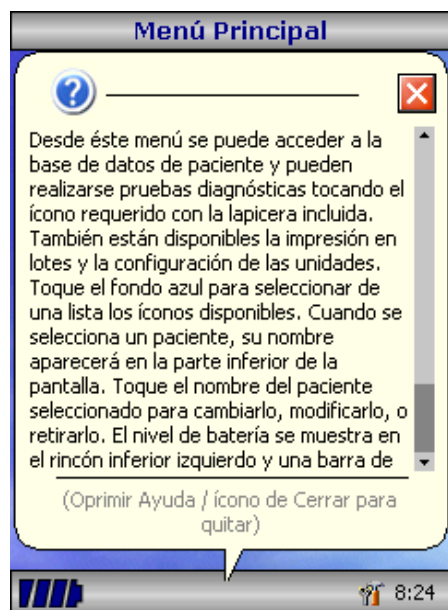 Menú Principal
Desde éste menú se puede acceder a la
base de datos de paciente y pueden
realizarse pruebas diagnósticas tocando el
ícono requerido con la lapicera incluida.
También están disponibles la impresión en
lotes y la configuración de las unidades.
Toque el fondo azul para seleccionar de
una lista los íconos disponibles. Cuando se
selecciona un paciente, su nombre
aparecerá en la parte inferior de la
pantalla. Toque el nombre del paciente
seleccionado para cambiarlo, modificarlo, o
retirarlo. El nivel de batería se muestra en
el rincón inferior izquierdo y una barra de
(Oprimir Ayuda / ícono de Cerrar para
quitar)
8:24